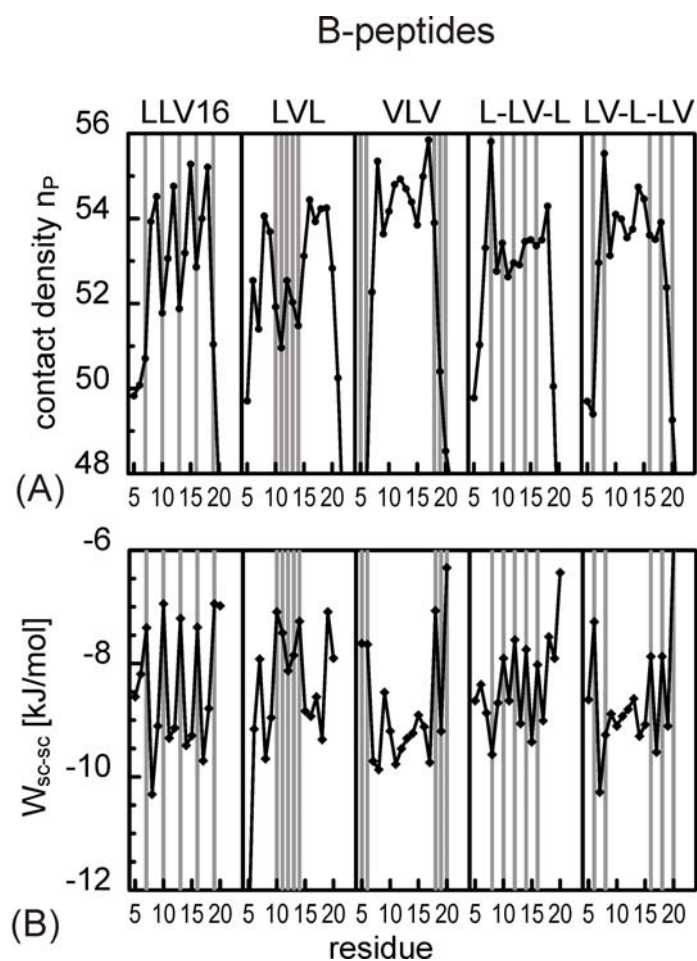 B-peptides
LLV16 LVL VLV L-LV-L LV-L-LV
56
54
52
50
48
contact density nP
(A)
5 10 15 20 5 10 15 20 5 10 15 20 5 10 15 20 5 10 15 20
-6
-8
-10
-12
Wsc-sc [kJ/mol]
(B)
5 10 15 20 5 10 15 20 5 10 15 20 5 10 15 20 5 10 15 20
residue